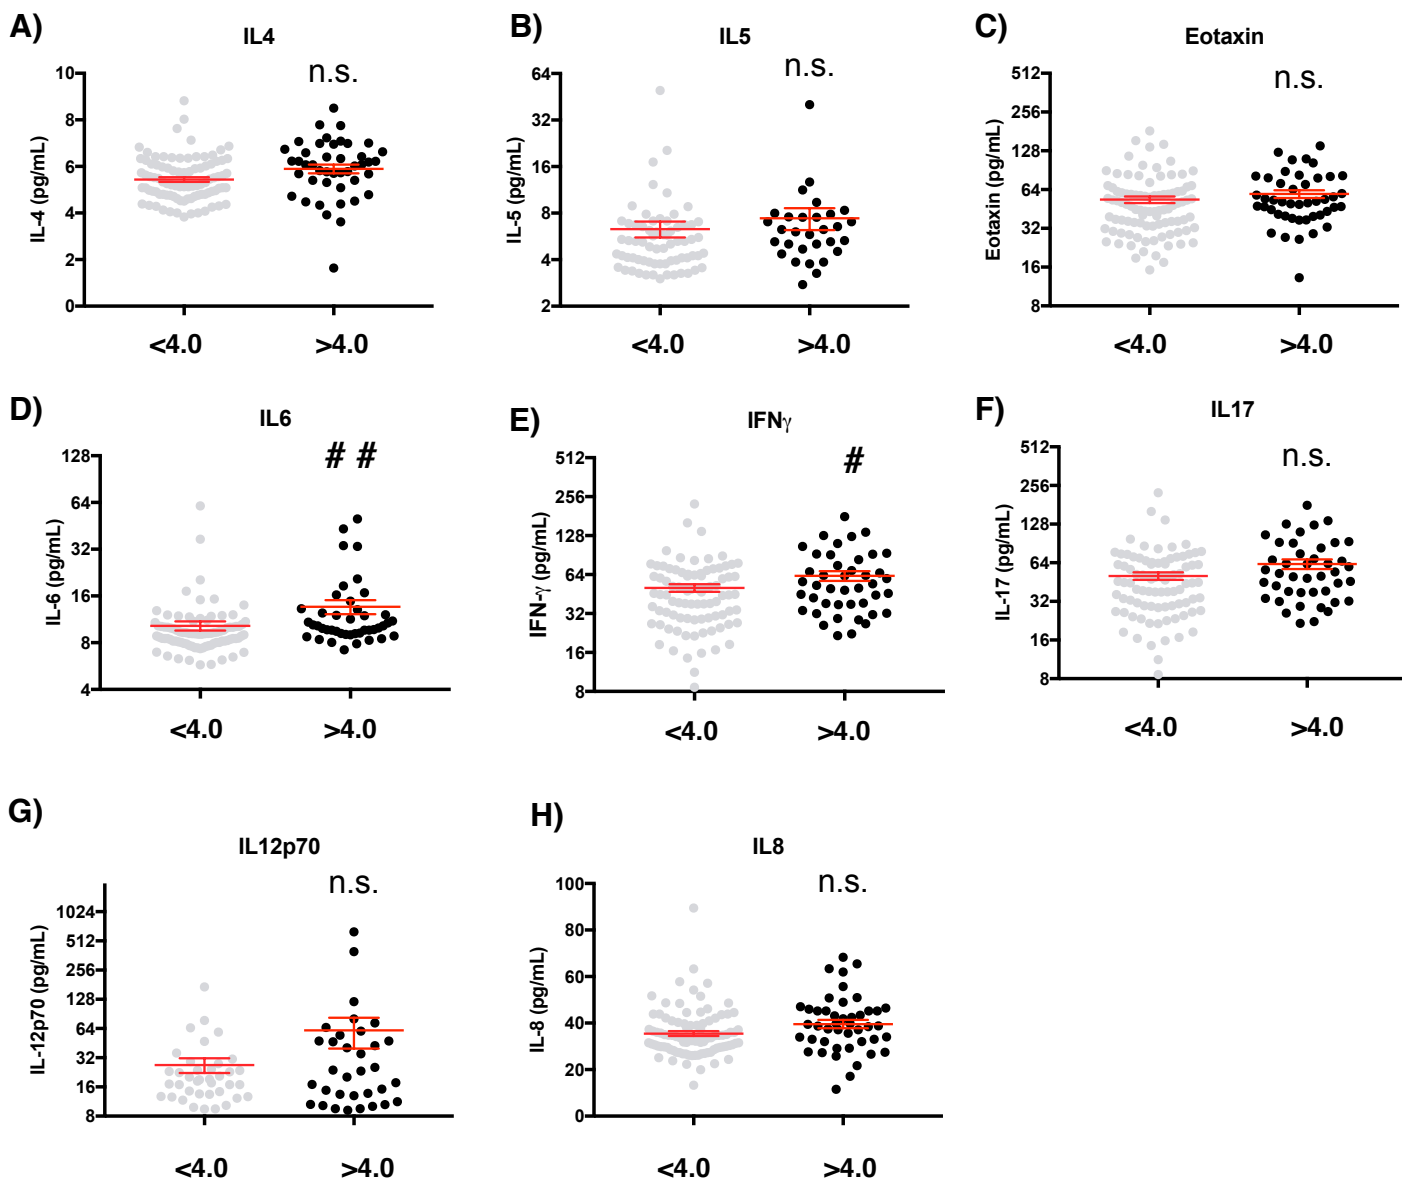 A)
IL4
n.s.
IL-4 (pg/mL)
10
8
6
4
2
0
<4.0
>4.0
B)
IL5
n.s.
IL-5 (pg/mL)
64
32
16
8
4
2
<4.0
>4.0
C)
Eotaxin
n.s.
Eotaxin (pg/mL)
512
256
128
64
32
16
8
<4.0
>4.0
D)
IL6
# #
IL-6 (pg/mL)
128
64
32
16
8
4
<4.0
>4.0
E)
IFNγ
#
IFN-γ (pg/mL)
512
256
128
64
32
16
8
<4.0
>4.0
F)
IL17
n.s.
IL-17 (pg/mL)
512
256
128
64
32
16
8
<4.0
>4.0
G)
IL12p70
n.s.
IL-12p70 (pg/mL)
1024
512
256
128
64
32
16
8
<4.0
>4.0
H)
IL8
n.s.
IL-8 (pg/mL)
100
80
60
40
20
0
<4.0
>4.0